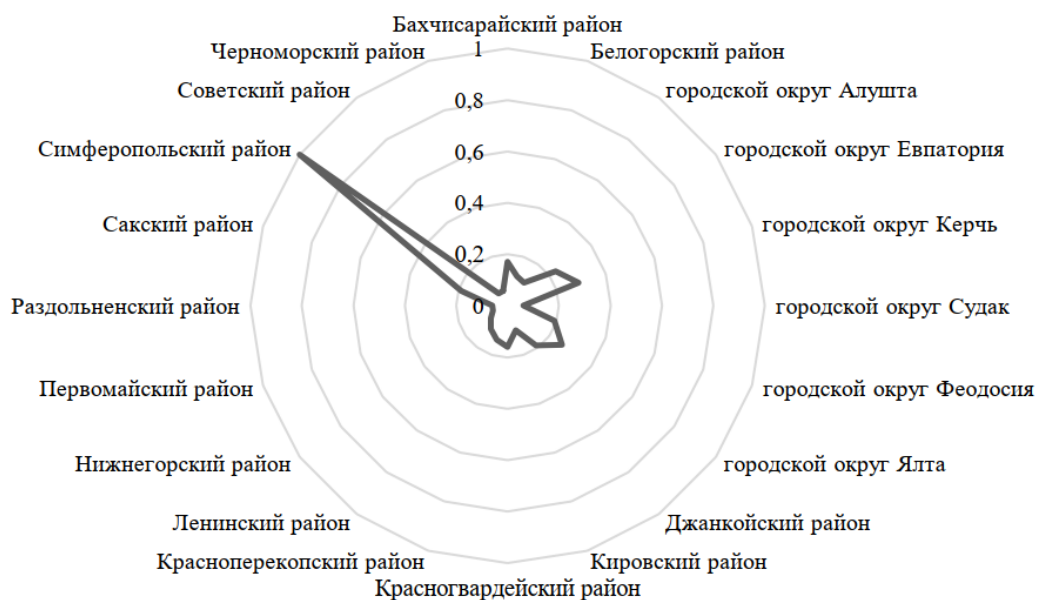 Бахчисарайский район
Черноморский район
1
Белогорский район
Советский район
0,8
городской округ Алушта
Симферопольский район
0,6
городской округ Евпатория
Сакский район
0,4
городской округ Керчь
0,2
Раздольненский район
0
городской округ Судак
Первомайский район
городской округ Феодосия
Нижнегорский район
городской округ Ялта
Ленинский район
Джанкойский район
Красноперекопский район
Кировский район
Красногвардейский район